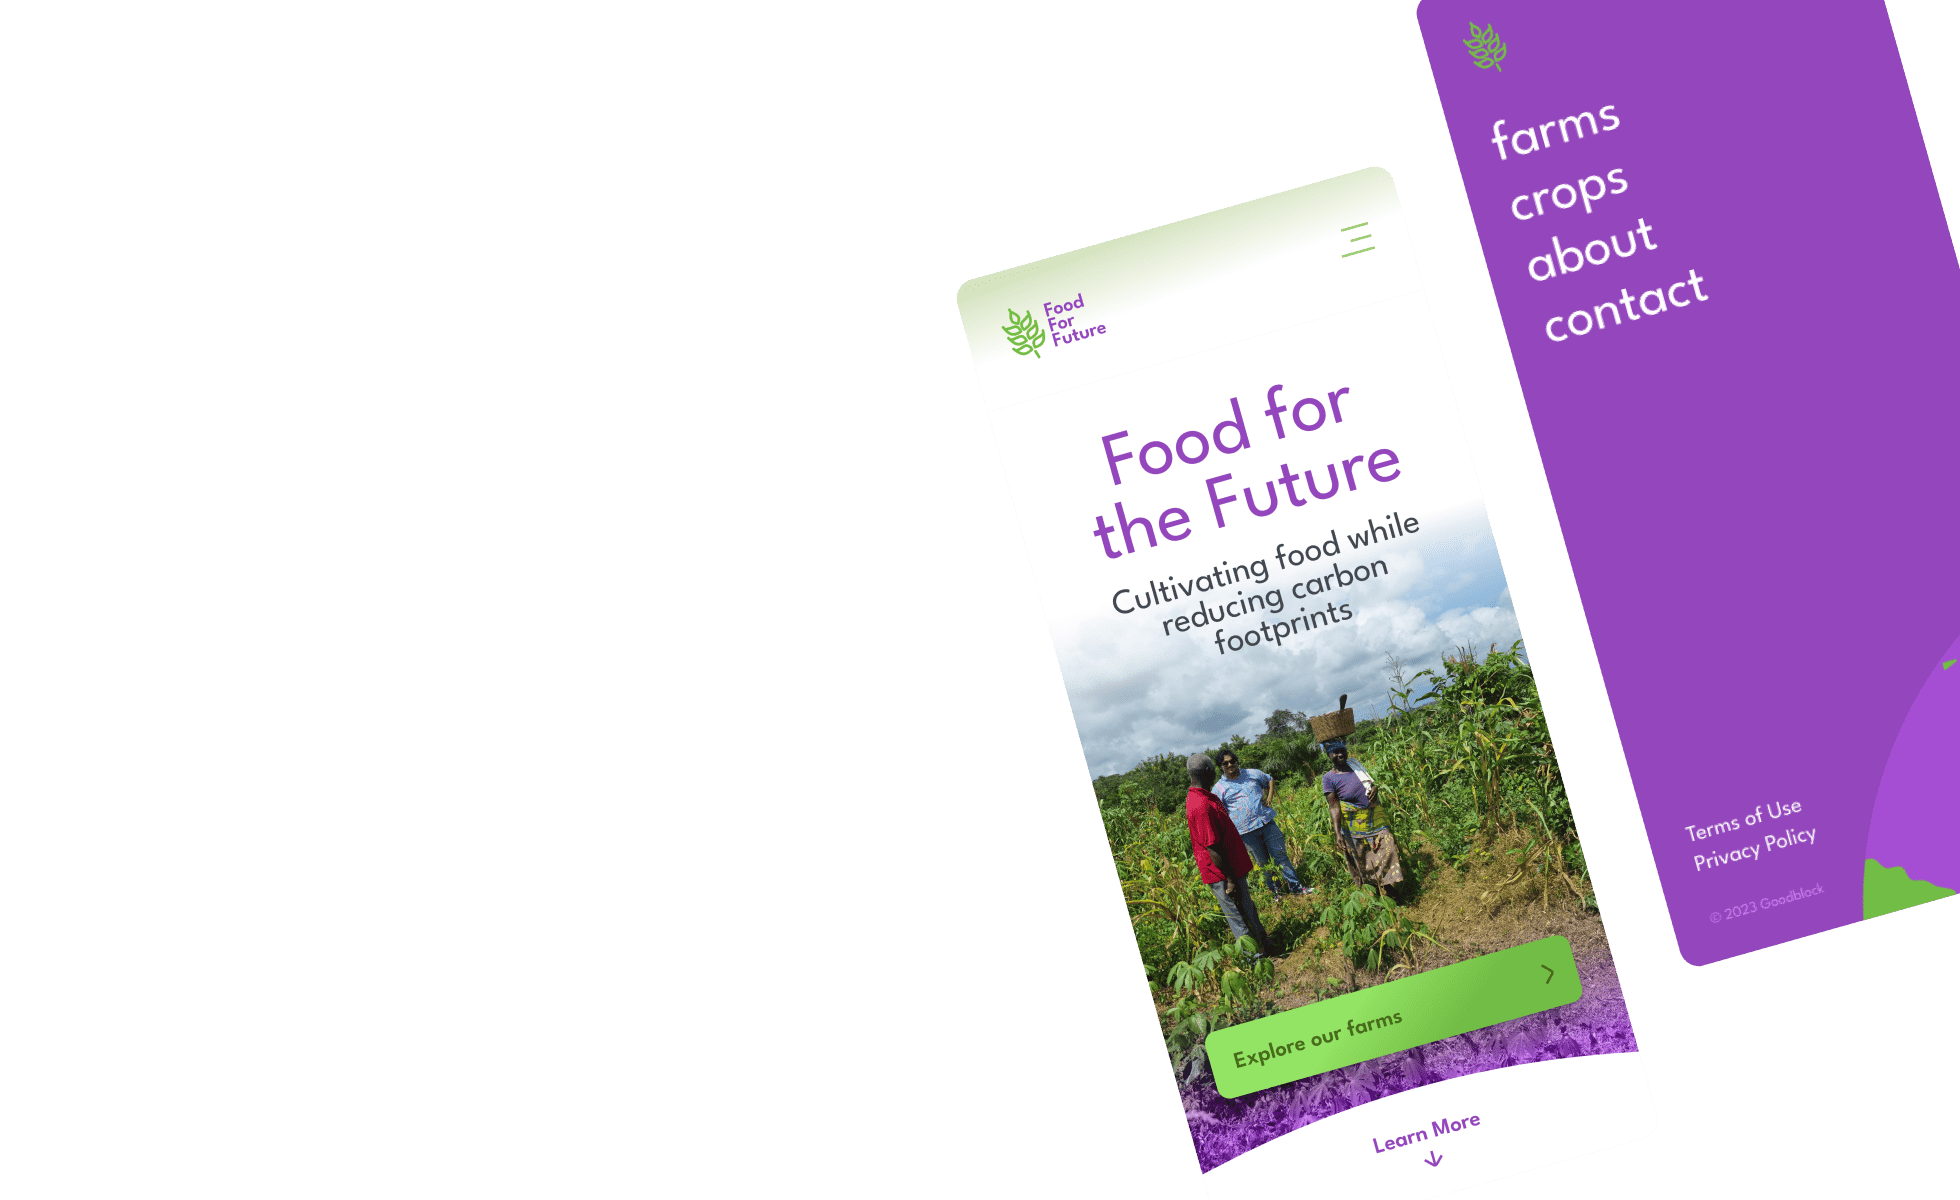 Food
For
Future
Food for
the Future
Cultivating food while
reducing carbon
footprints
Explore our farms
Learn More
farms
crops
about
contact
Terms of Use
Privacy Policy
© 2023 Goodblock